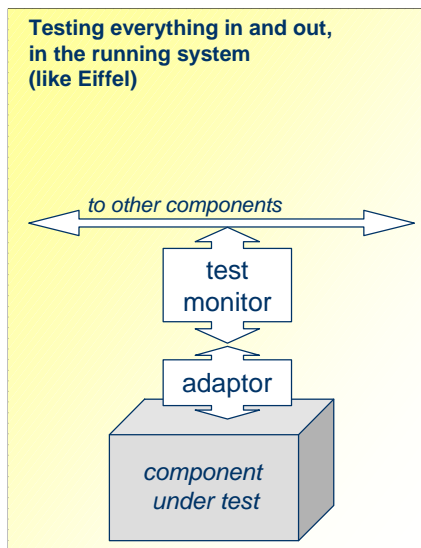 Testing everything in and out,
in the running system
(like Eiffel)
to other components
test
monitor
adaptor
component
under test